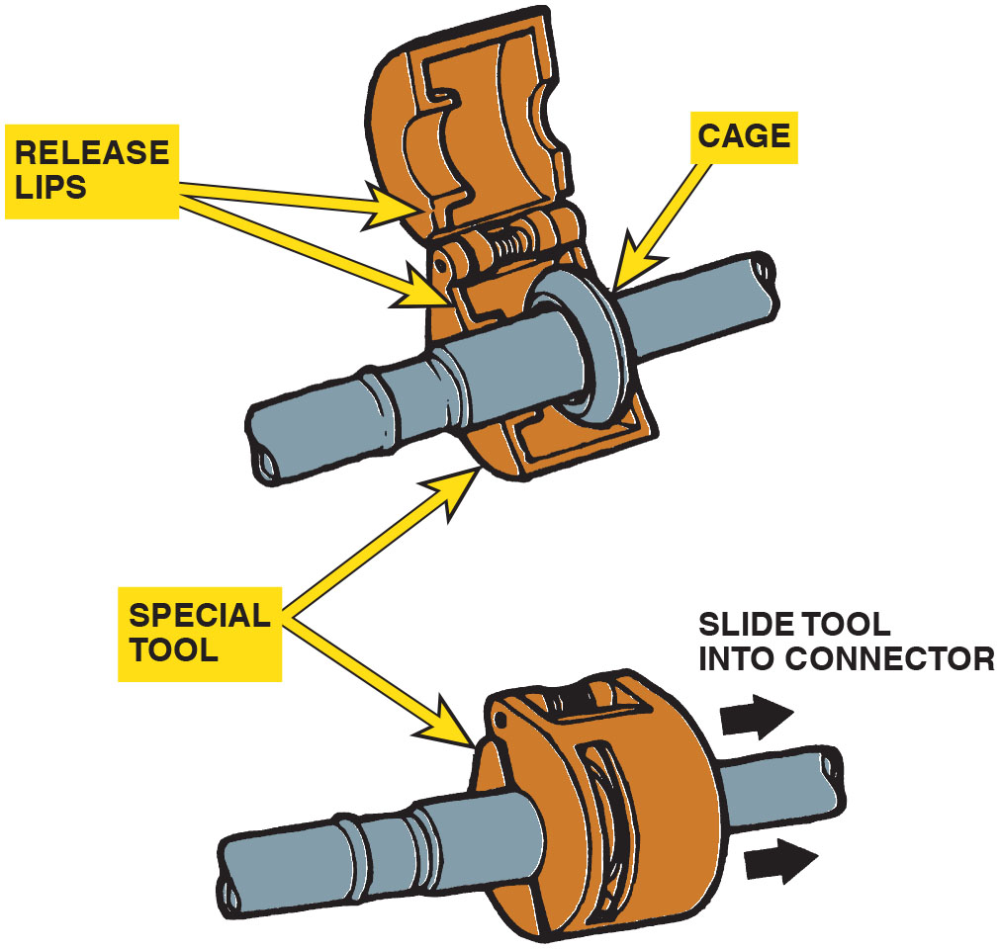 RELEASE
LIPS
CAGE
SPECIAL
TOOL
SLIDE TOOL
INTO CONNECTOR